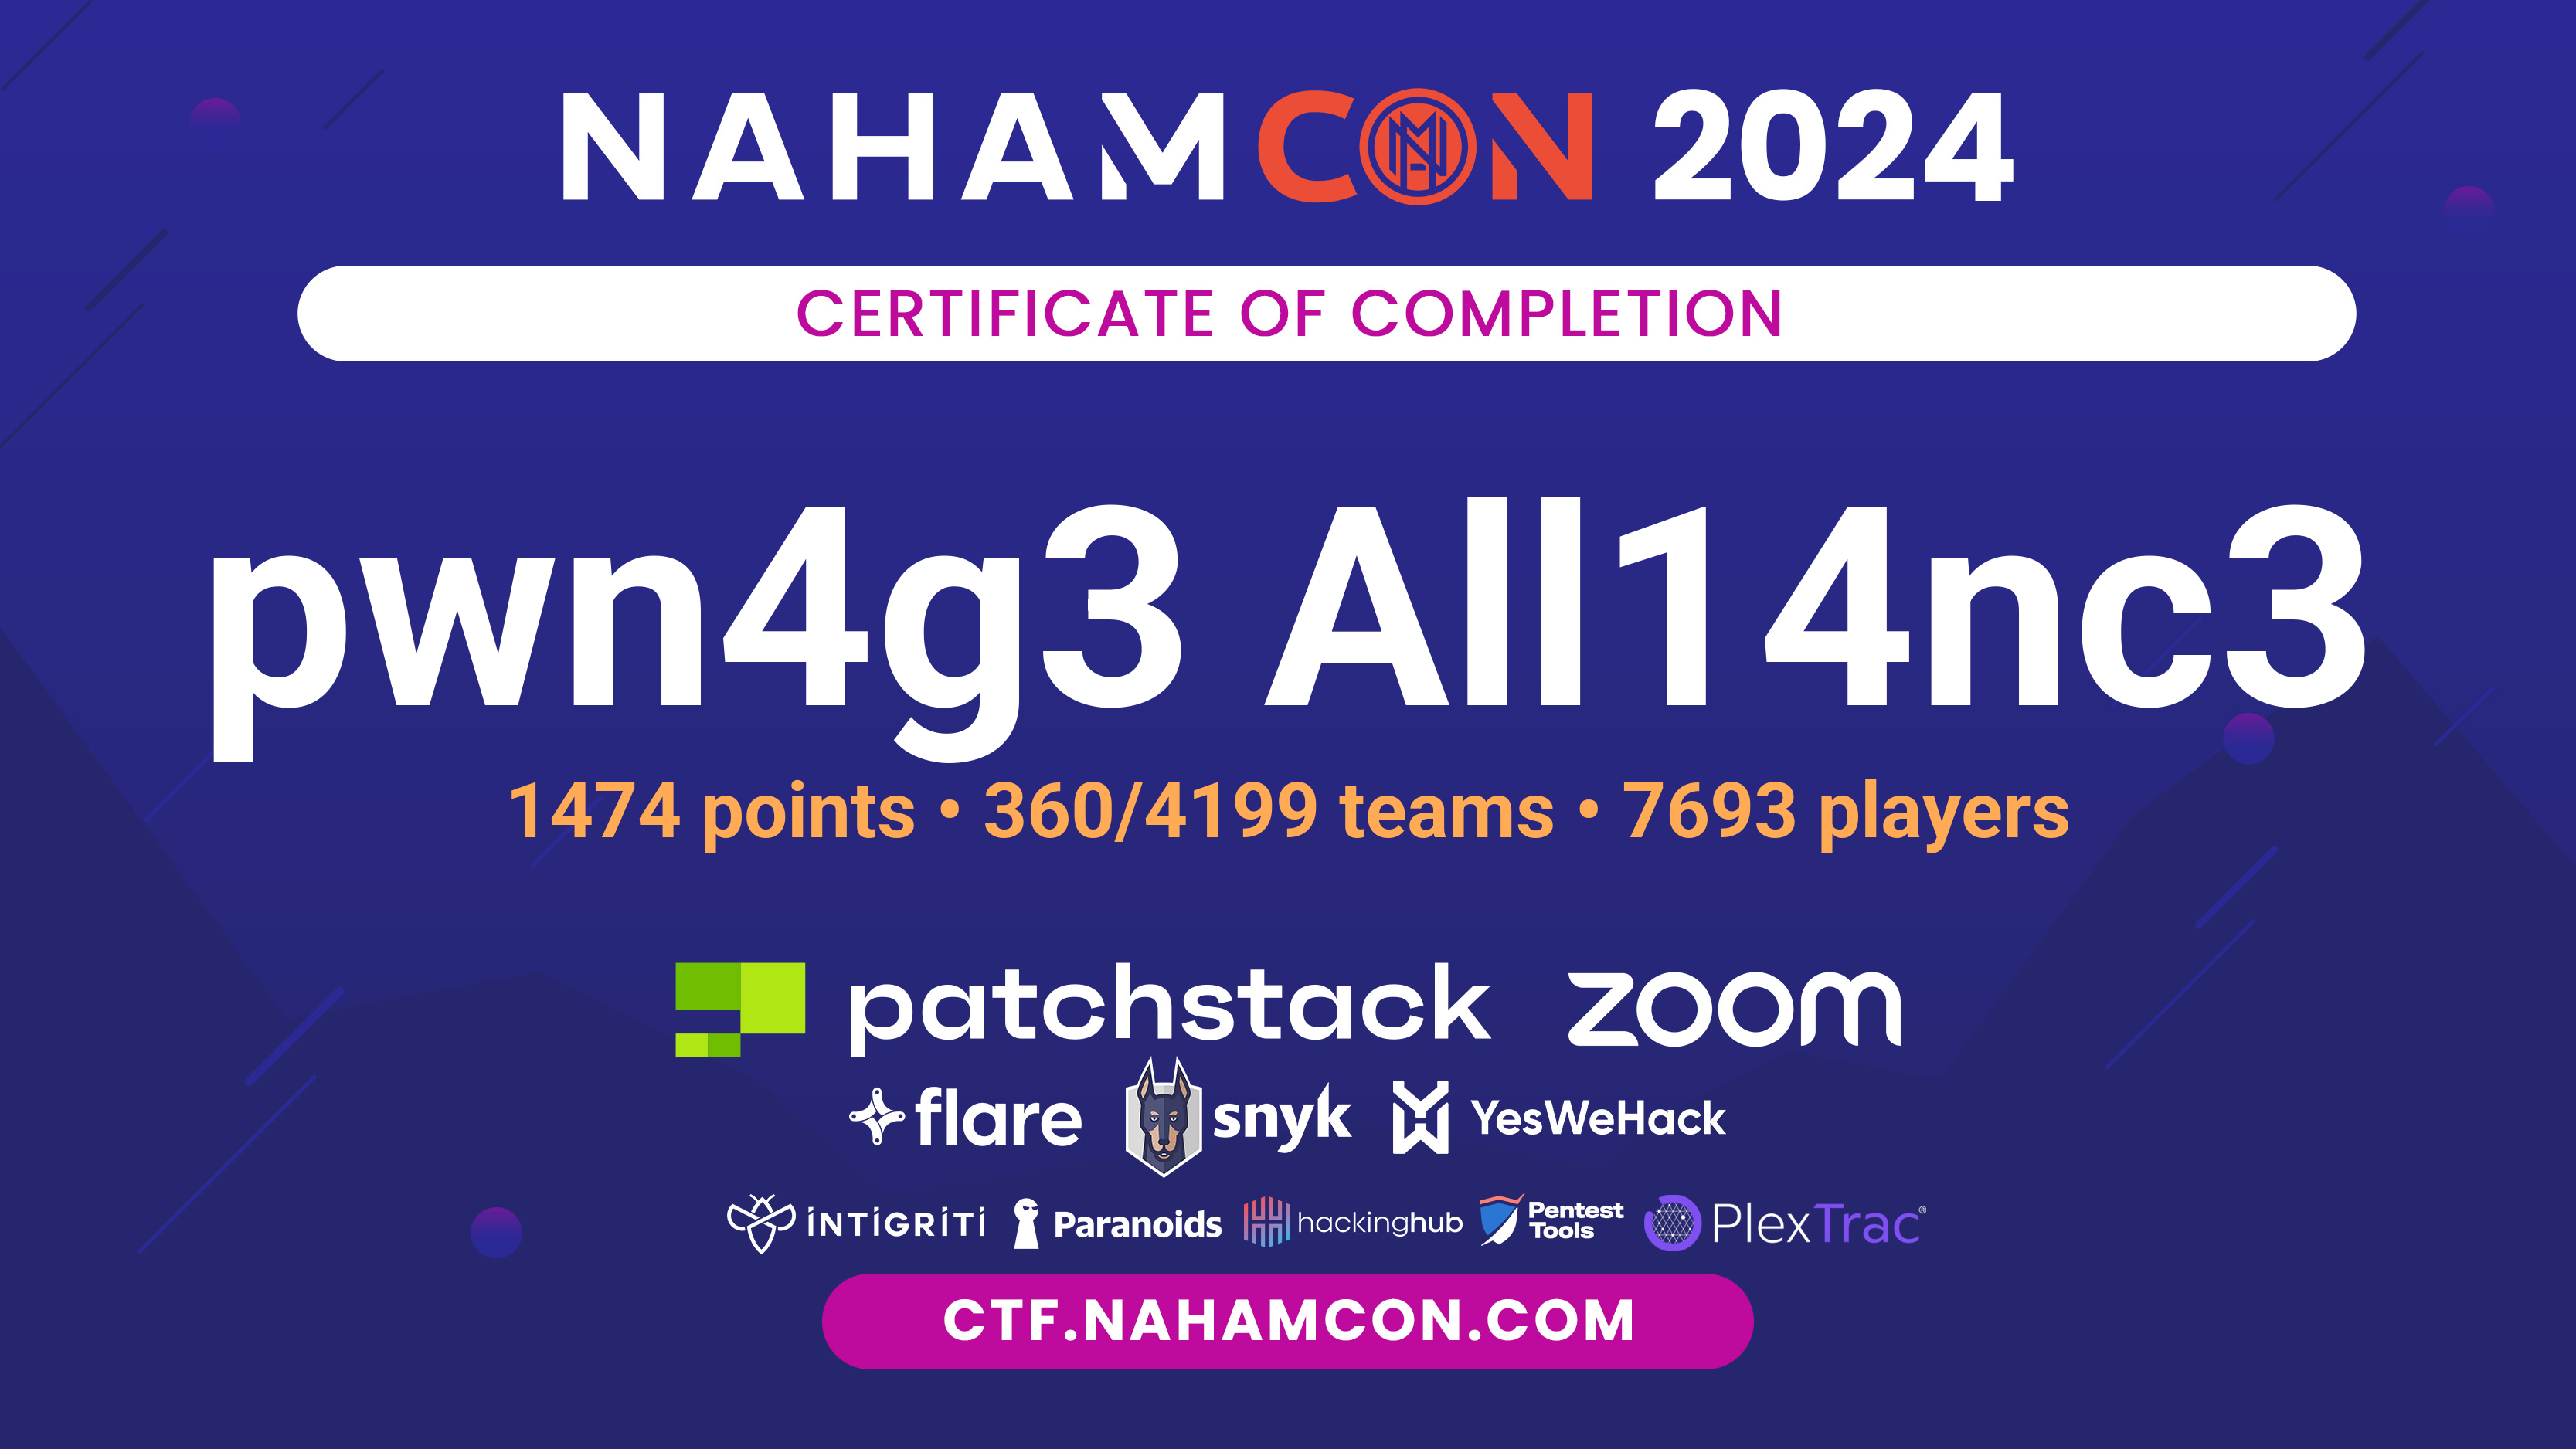 NAHAMCON 2024
CERTIFICATE OF COMPLETION
pwn4g3 All14nc3
1474 points • 360/4199 teams • 7693 players
patchstack zoom
flare snyk YesWeHack
INTIGRITI Paranoids hackinghub Pentest Tools PlexTrac®
CTF.NAHAMCON.COM